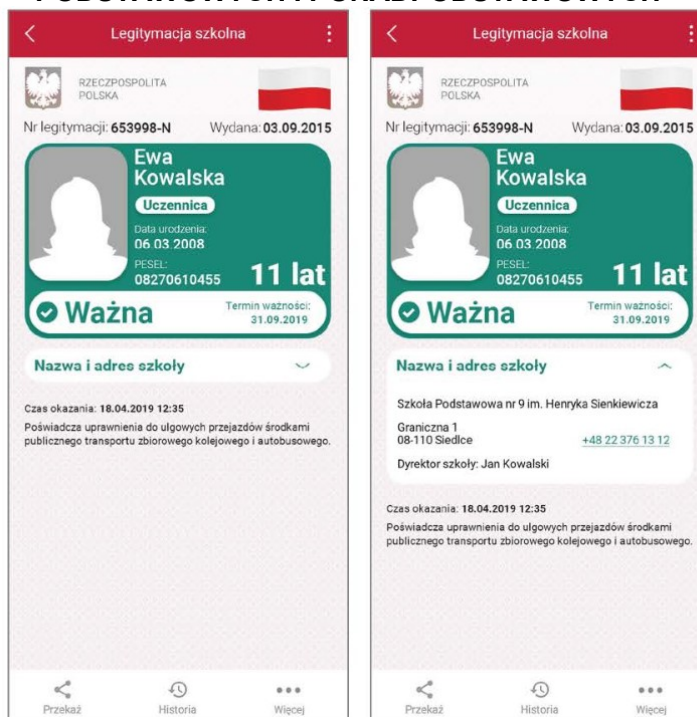 PODSTAWOWYCH I PONADPODSTAWOWYCH
Legitymacja szkolna
RZECZPOSPOLITA
POLSKA
Nr legitymacji: 653998-N Wydana: 03.09.2015
Ewa
Kowalska
Uczennica
Data urodzenia:
06 03.2008
PESEL:
08270610455
11 lat
Ważna
Termin ważności:
31.09.2019
Nazwa i adres szkoły
Czas okazania: 18.04.2019 12:35
Poświadcza uprawnienia do ulgowych przejazdów środkami
publicznego transportu zbiorowego kolejowego i autobusowego.
Przekaż Historia Więcej
Legitymacja szkolna
RZECZPOSPOLITA
POLSKA
Nr legitymacji: 653998-N Wydana: 03.09.2015
Ewa
Kowalska
Uczennica
Data urodzenia:
06 03.2008
PESEL:
08270610455
11 lat
Ważna
Termin ważności:
31.09.2019
Nazwa i adres szkoły
Szkoła Podstawowa nr 9 im. Henryka Sienkiewicza
Graniczna 1
08-110 Siedlce +48 22 376 13 12
Dyrektor szkoły: Jan Kowalski
Czas okazania: 18.04.2019 12:35
Poświadcza uprawnienia do ulgowych przejazdów środkami
publicznego transportu zbiorowego kolejowego i autobusowego.
Przekaż Historia Więcej